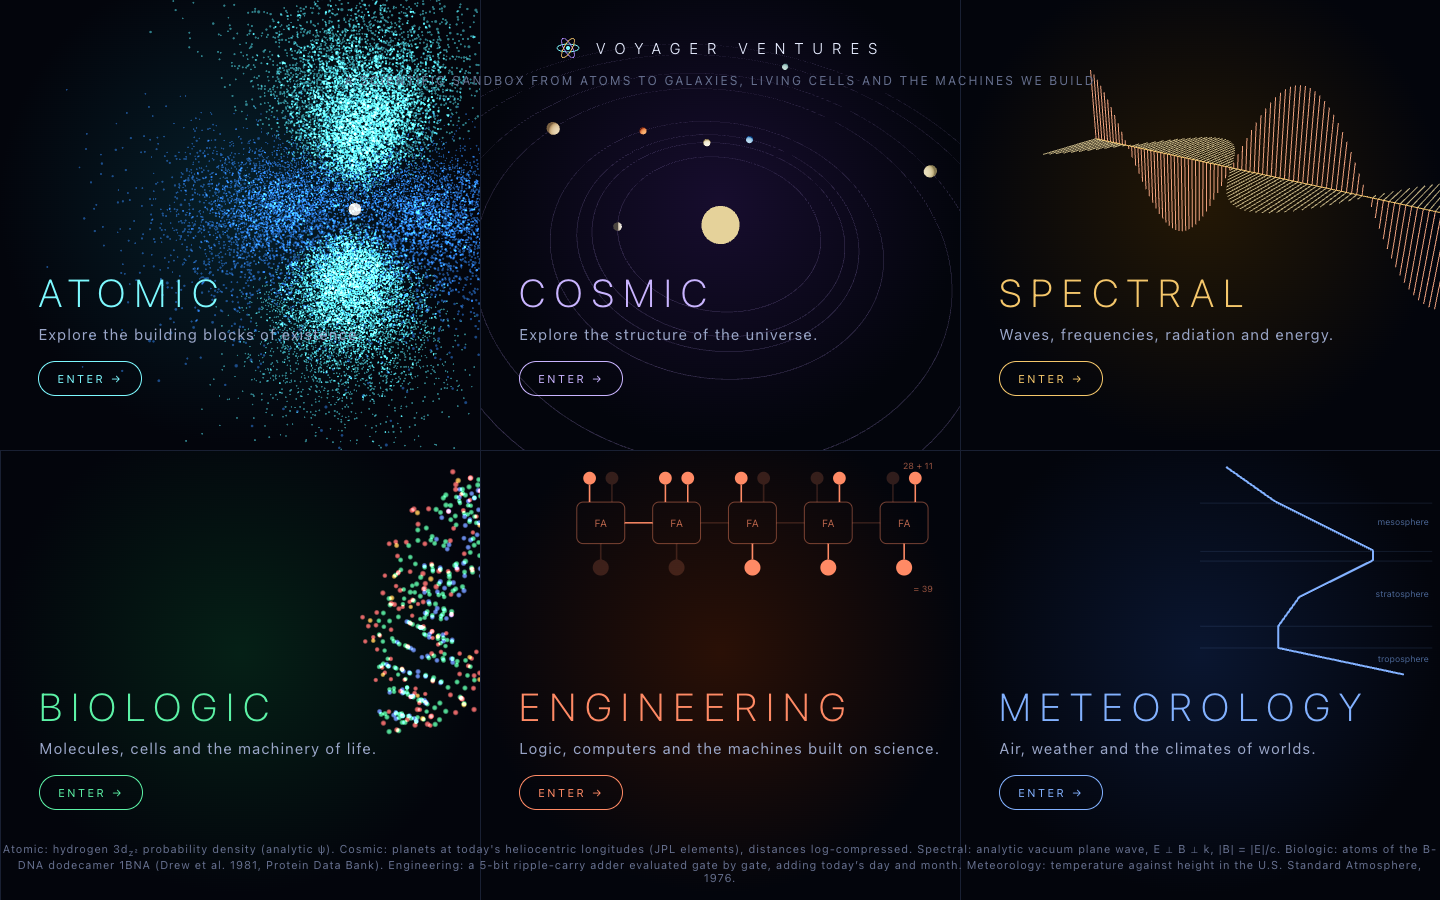 VOYAGER VENTURES
SANDBOX FROM ATOMS TO GALAXIES, LIVING CELLS AND THE MACHINES WE BUILD
ATOMIC
Explore the building blocks of
ENTER →
COSMIC
Explore the structure of the universe.
ENTER →
SPECTRAL
Waves, frequencies, radiation and energy.
ENTER →
28 + 11
FA FA FA FA FA
= 39
mesosphere
stratosphere
troposphere
BIOLOGIC
Molecules, cells and the machinery of life.
ENTER →
ENGINEERING
Logic, computers and the machines built on science.
ENTER →
METEOROLOGY
Air, weather and the climates of worlds.
ENTER →
Atomic: hydrogen 3d_z² probability density (analytic ψ). Cosmic: planets at today's heliocentric longitudes (JPL elements), distances log-compressed. Spectral: analytic vacuum plane wave, E ⊥ B ⊥ k, |B| = |E|/c. Biologic: atoms of the B-
DNA dodecamer 1BNA (Drew et al. 1981, Protein Data Bank). Engineering: a 5-bit ripple-carry adder evaluated gate by gate, adding today's day and month. Meteorology: temperature against height in the U.S. Standard Atmosphere,
1976.